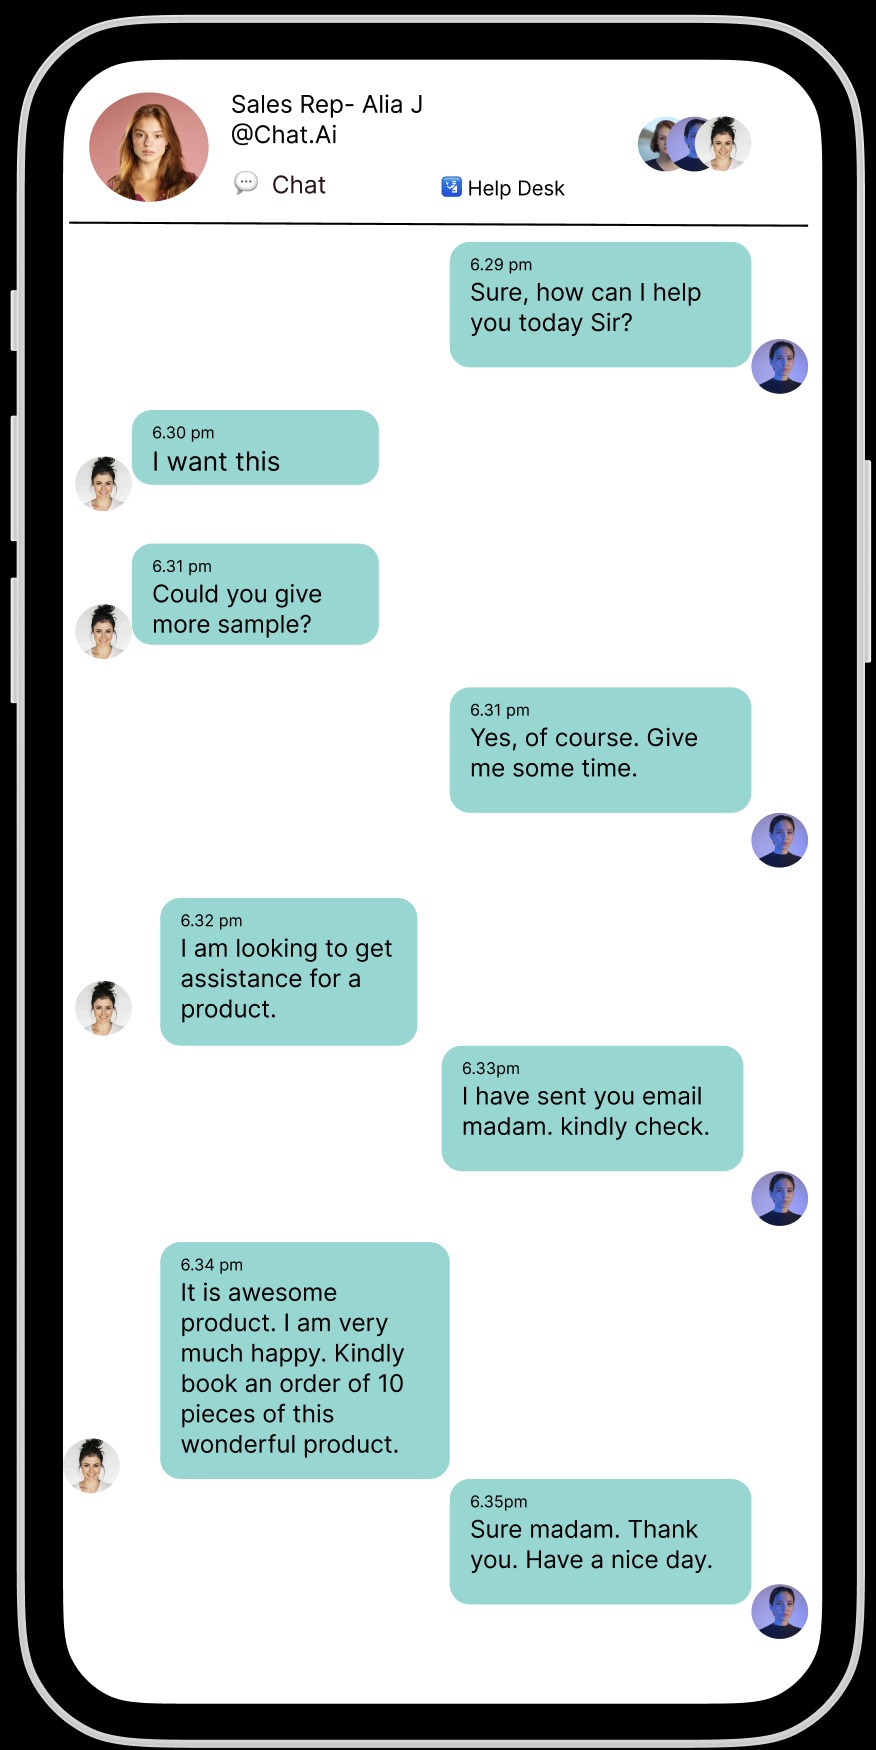 Sales Rep- Alia J
@Chat.Ai
Chat
Help Desk
6.29 pm
Sure, how can I help
you today Sir?
6.30 pm
I want this
6.31 pm
Could you give
more sample?
6.31 pm
Yes, of course. Give
me some time.
6.32 pm
I am looking to get
assistance for a
product.
6.33pm
I have sent you email
madam. kindly check.
6.34 pm
It is awesome
product. I am very
much happy. Kindly
book an order of 10
pieces of this
wonderful product.
6.35pm
Sure madam. Thank
you. Have a nice day.